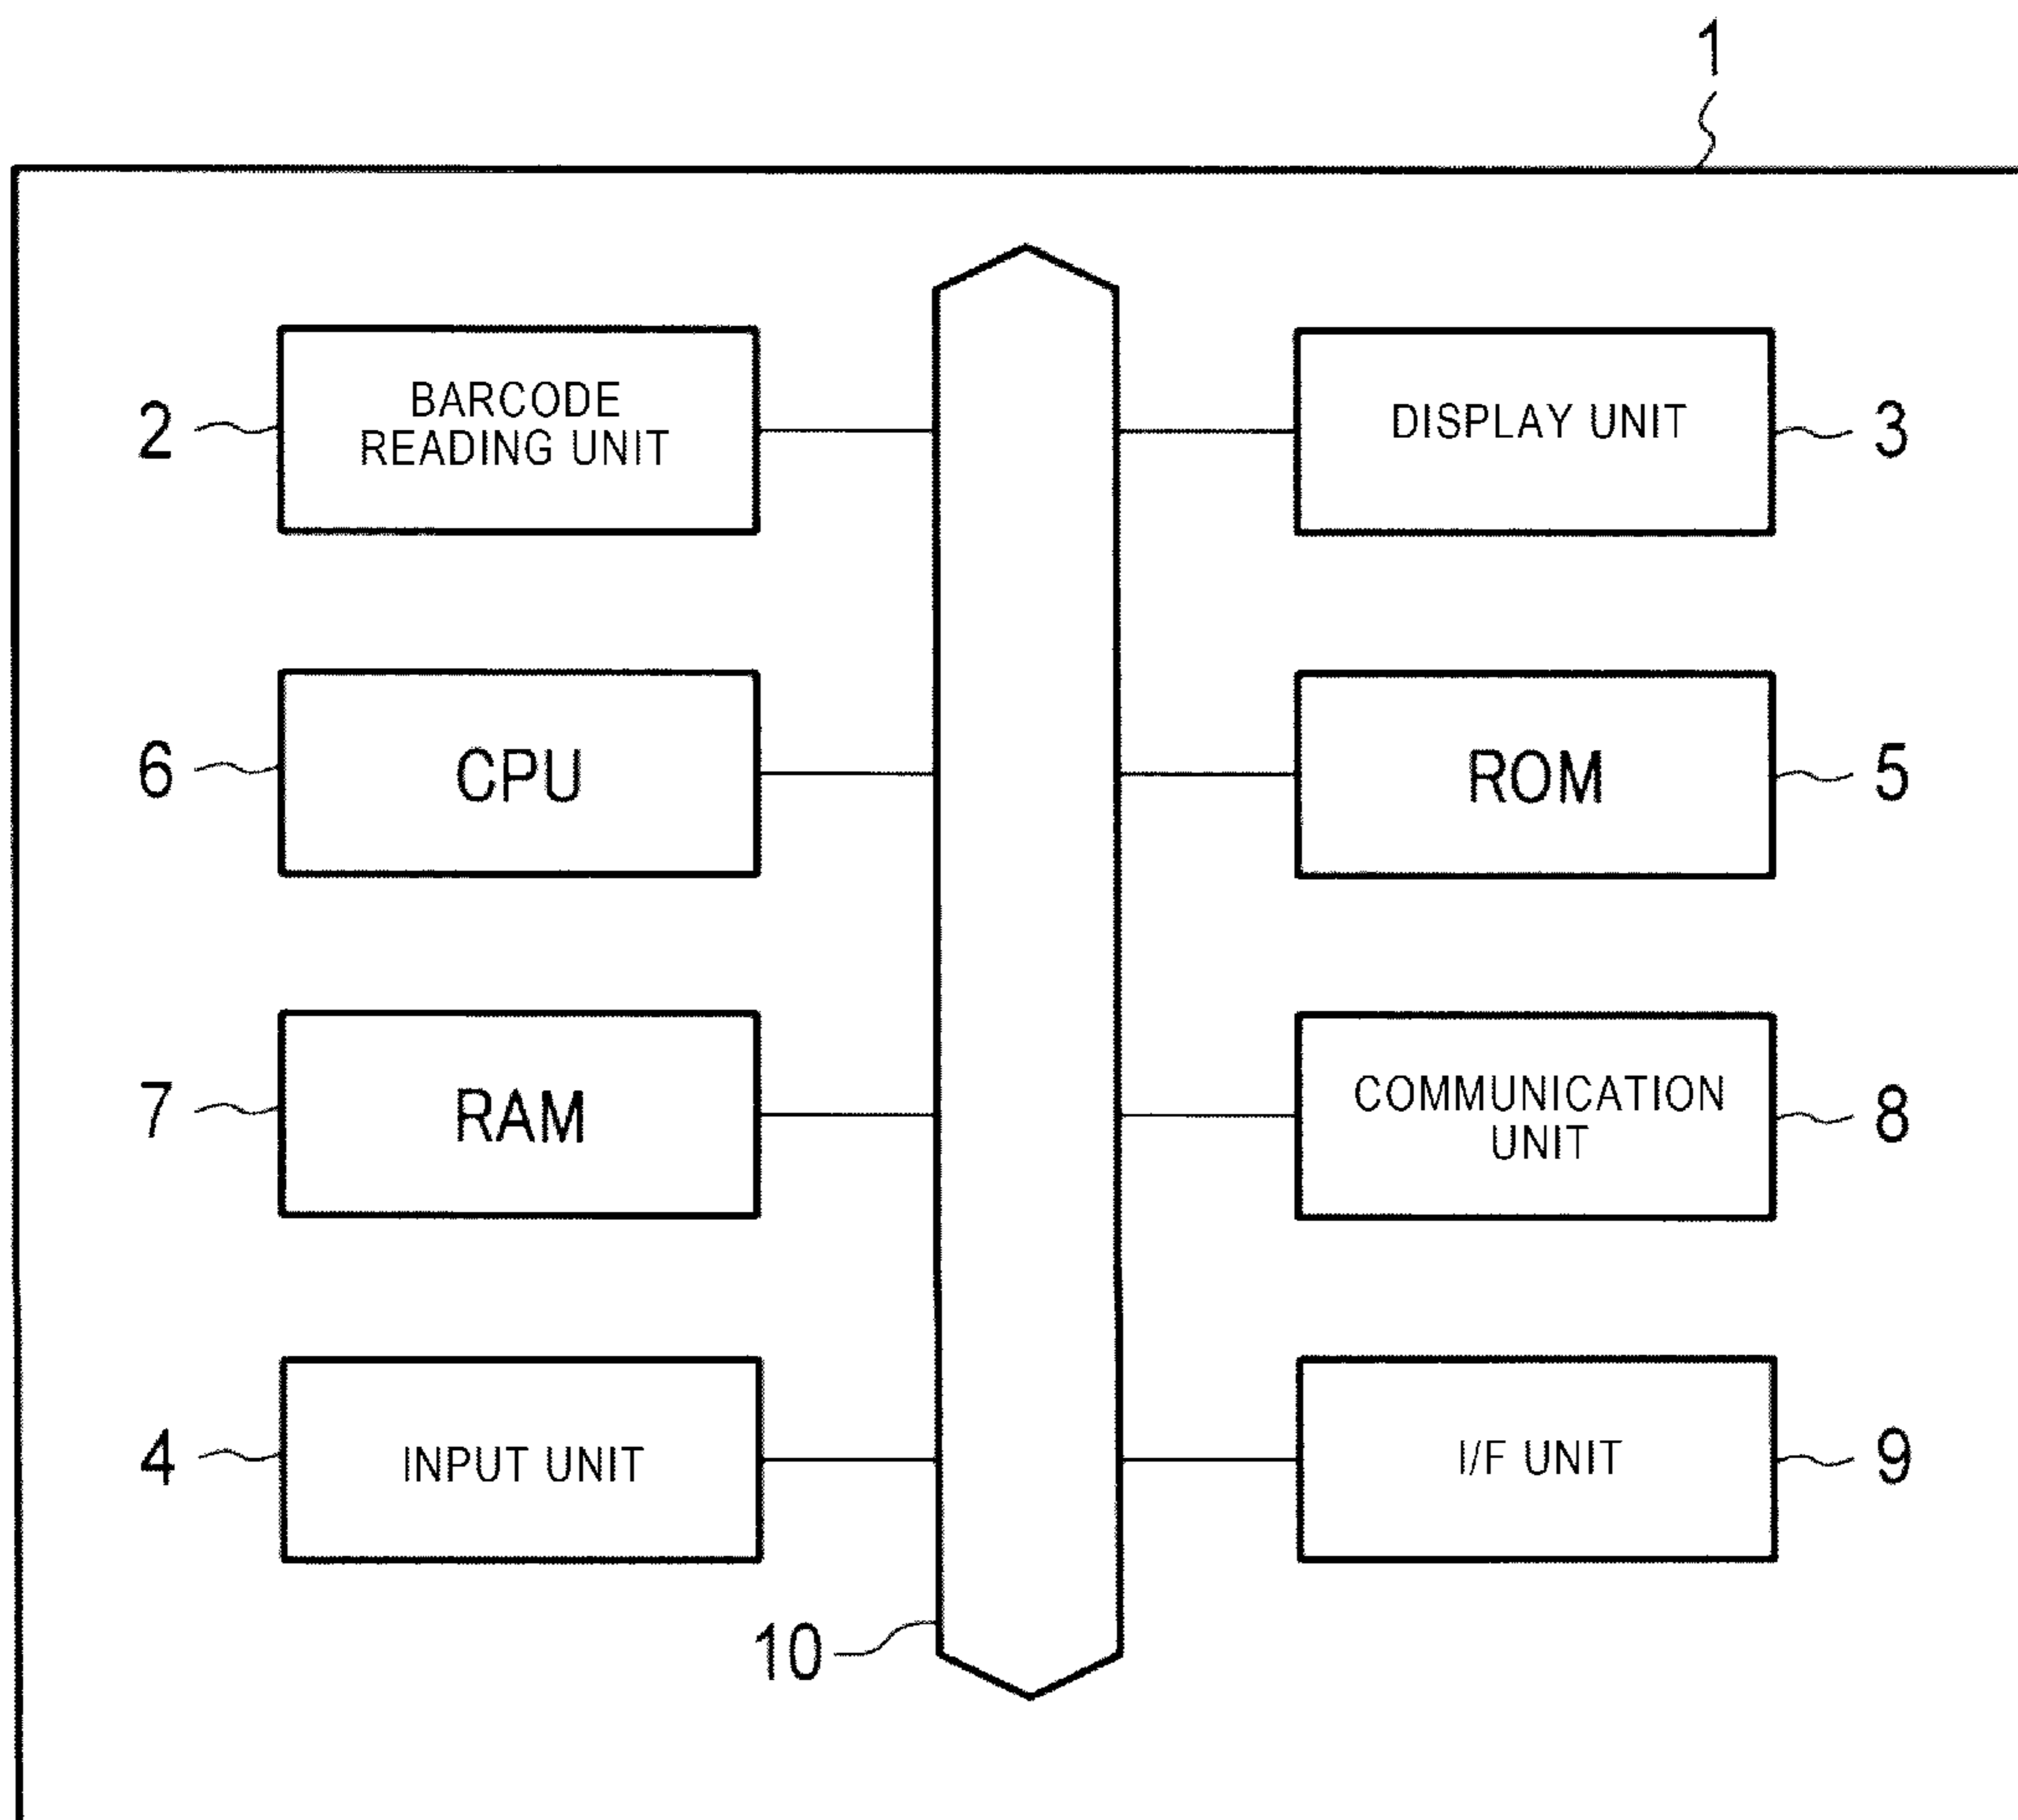 1
2
BARCODE
READING UNIT
DISPLAY UNIT
3
6
CPU
ROM
5
7
RAM
COMMUNICATION
UNIT
8
4
INPUT UNIT
I/F UNIT
9
10